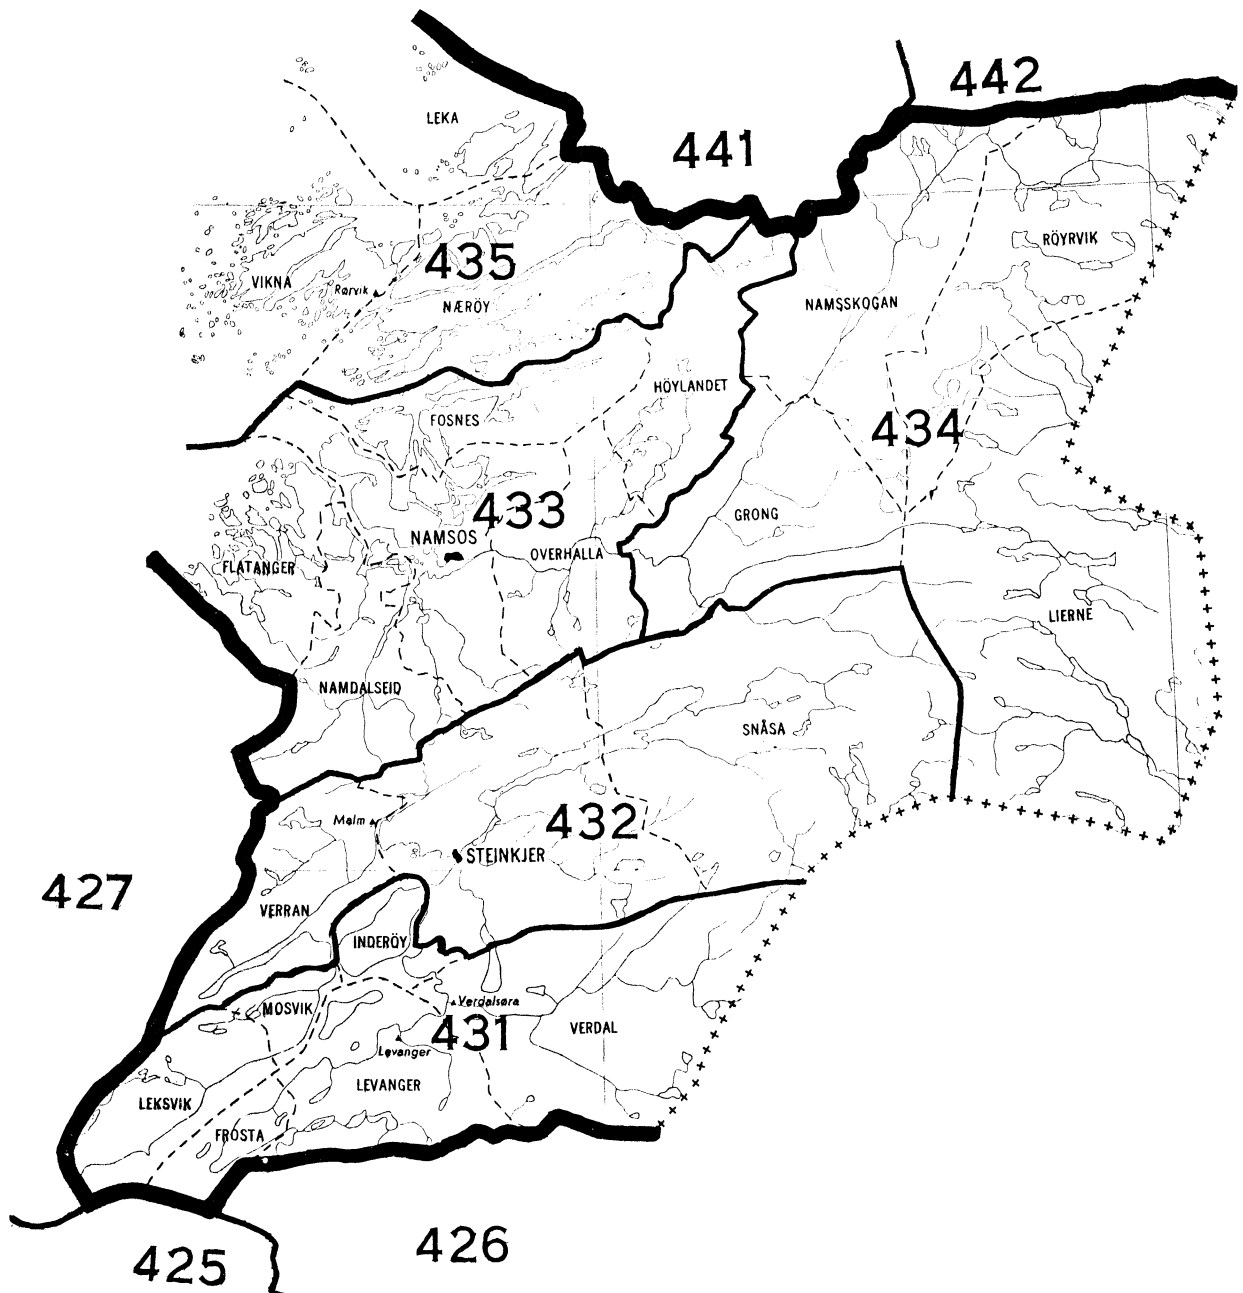 442
LEKA
441
435
RÖYRVIK
VIKNA
Rørvik
NÆRÖY
NAMSSKOGAN
HÖYLANDET
FOSNES
434
433
GRONG
NAMSOS
OVERHALLA
FLATANGER
LIERNE
NAMDALSEID
SNÅSA
Malm
432
STEINKJER
427
VERRAN
INDERÖY
MOSVIK
Verdalsøra
VERDAL
431
Levanger
LEVANGER
LEKSVIK
FROSTA
426
425